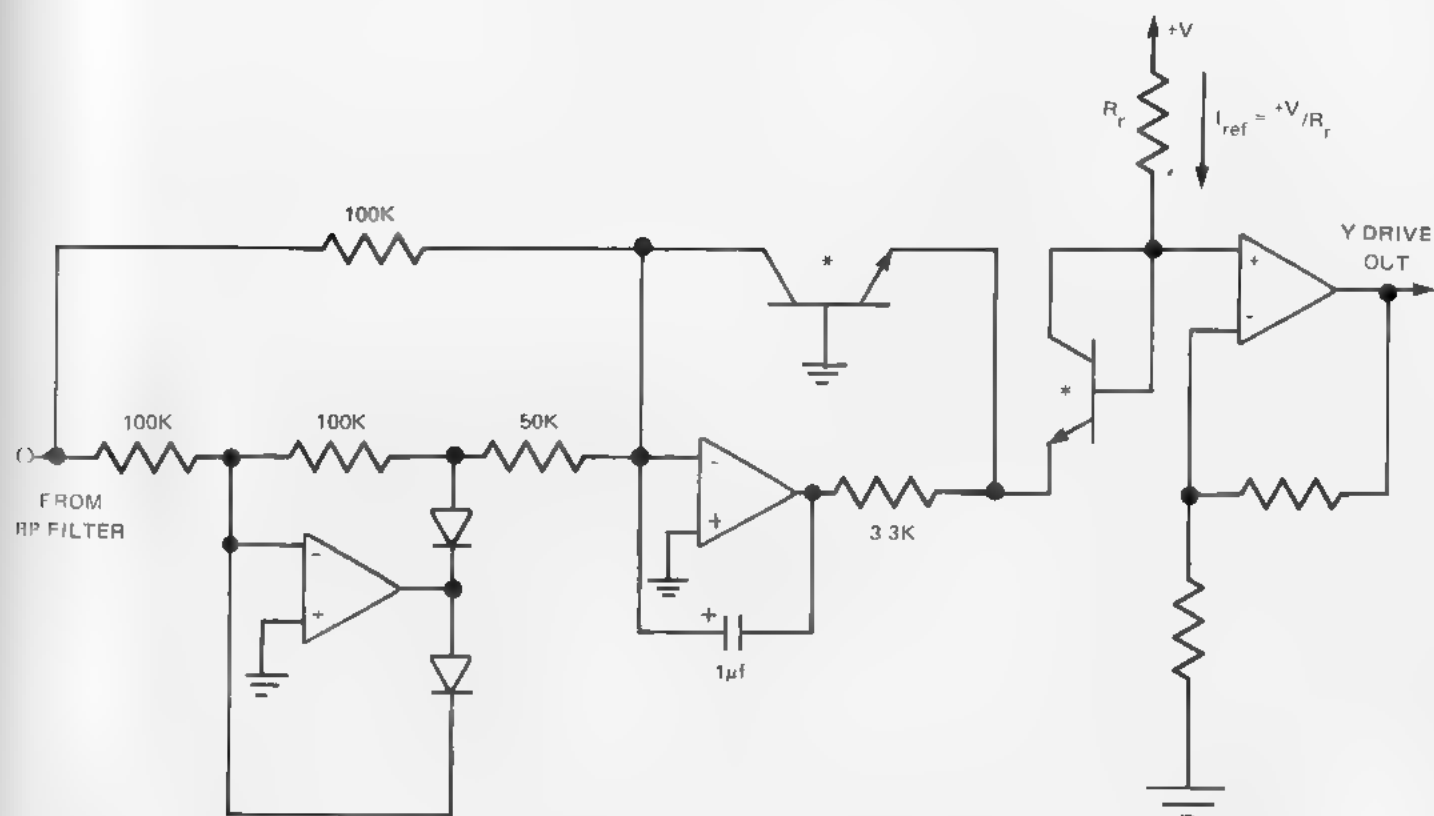 +V
R_r
I_ref = +V/R_r
100K
*
Y DRIVE
OUT
+
-
*
100K
100K
50K
FROM
BP FILTER
-
+
-
+
3.3K
+
1µf